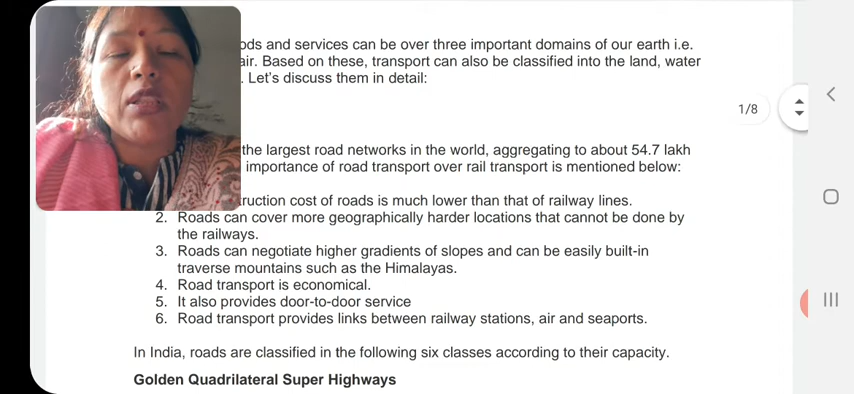 ods and services can be over three important domains of our earth i.e.
air. Based on these, transport can also be classified into the land, water
. Let's discuss them in detail:
1/8
the largest road networks in the world, aggregating to about 54.7 lakh
importance of road transport over rail transport is mentioned below:
ruction cost of roads is much lower than that of railway lines.
2. Roads can cover more geographically harder locations that cannot be done by
the railways.
3. Roads can negotiate higher gradients of slopes and can be easily built-in
traverse mountains such as the Himalayas.
4. Road transport is economical.
5. It also provides door-to-door service
6. Road transport provides links between railway stations, air and seaports.
In India, roads are classified in the following six classes according to their capacity.
Golden Quadrilateral Super Highways